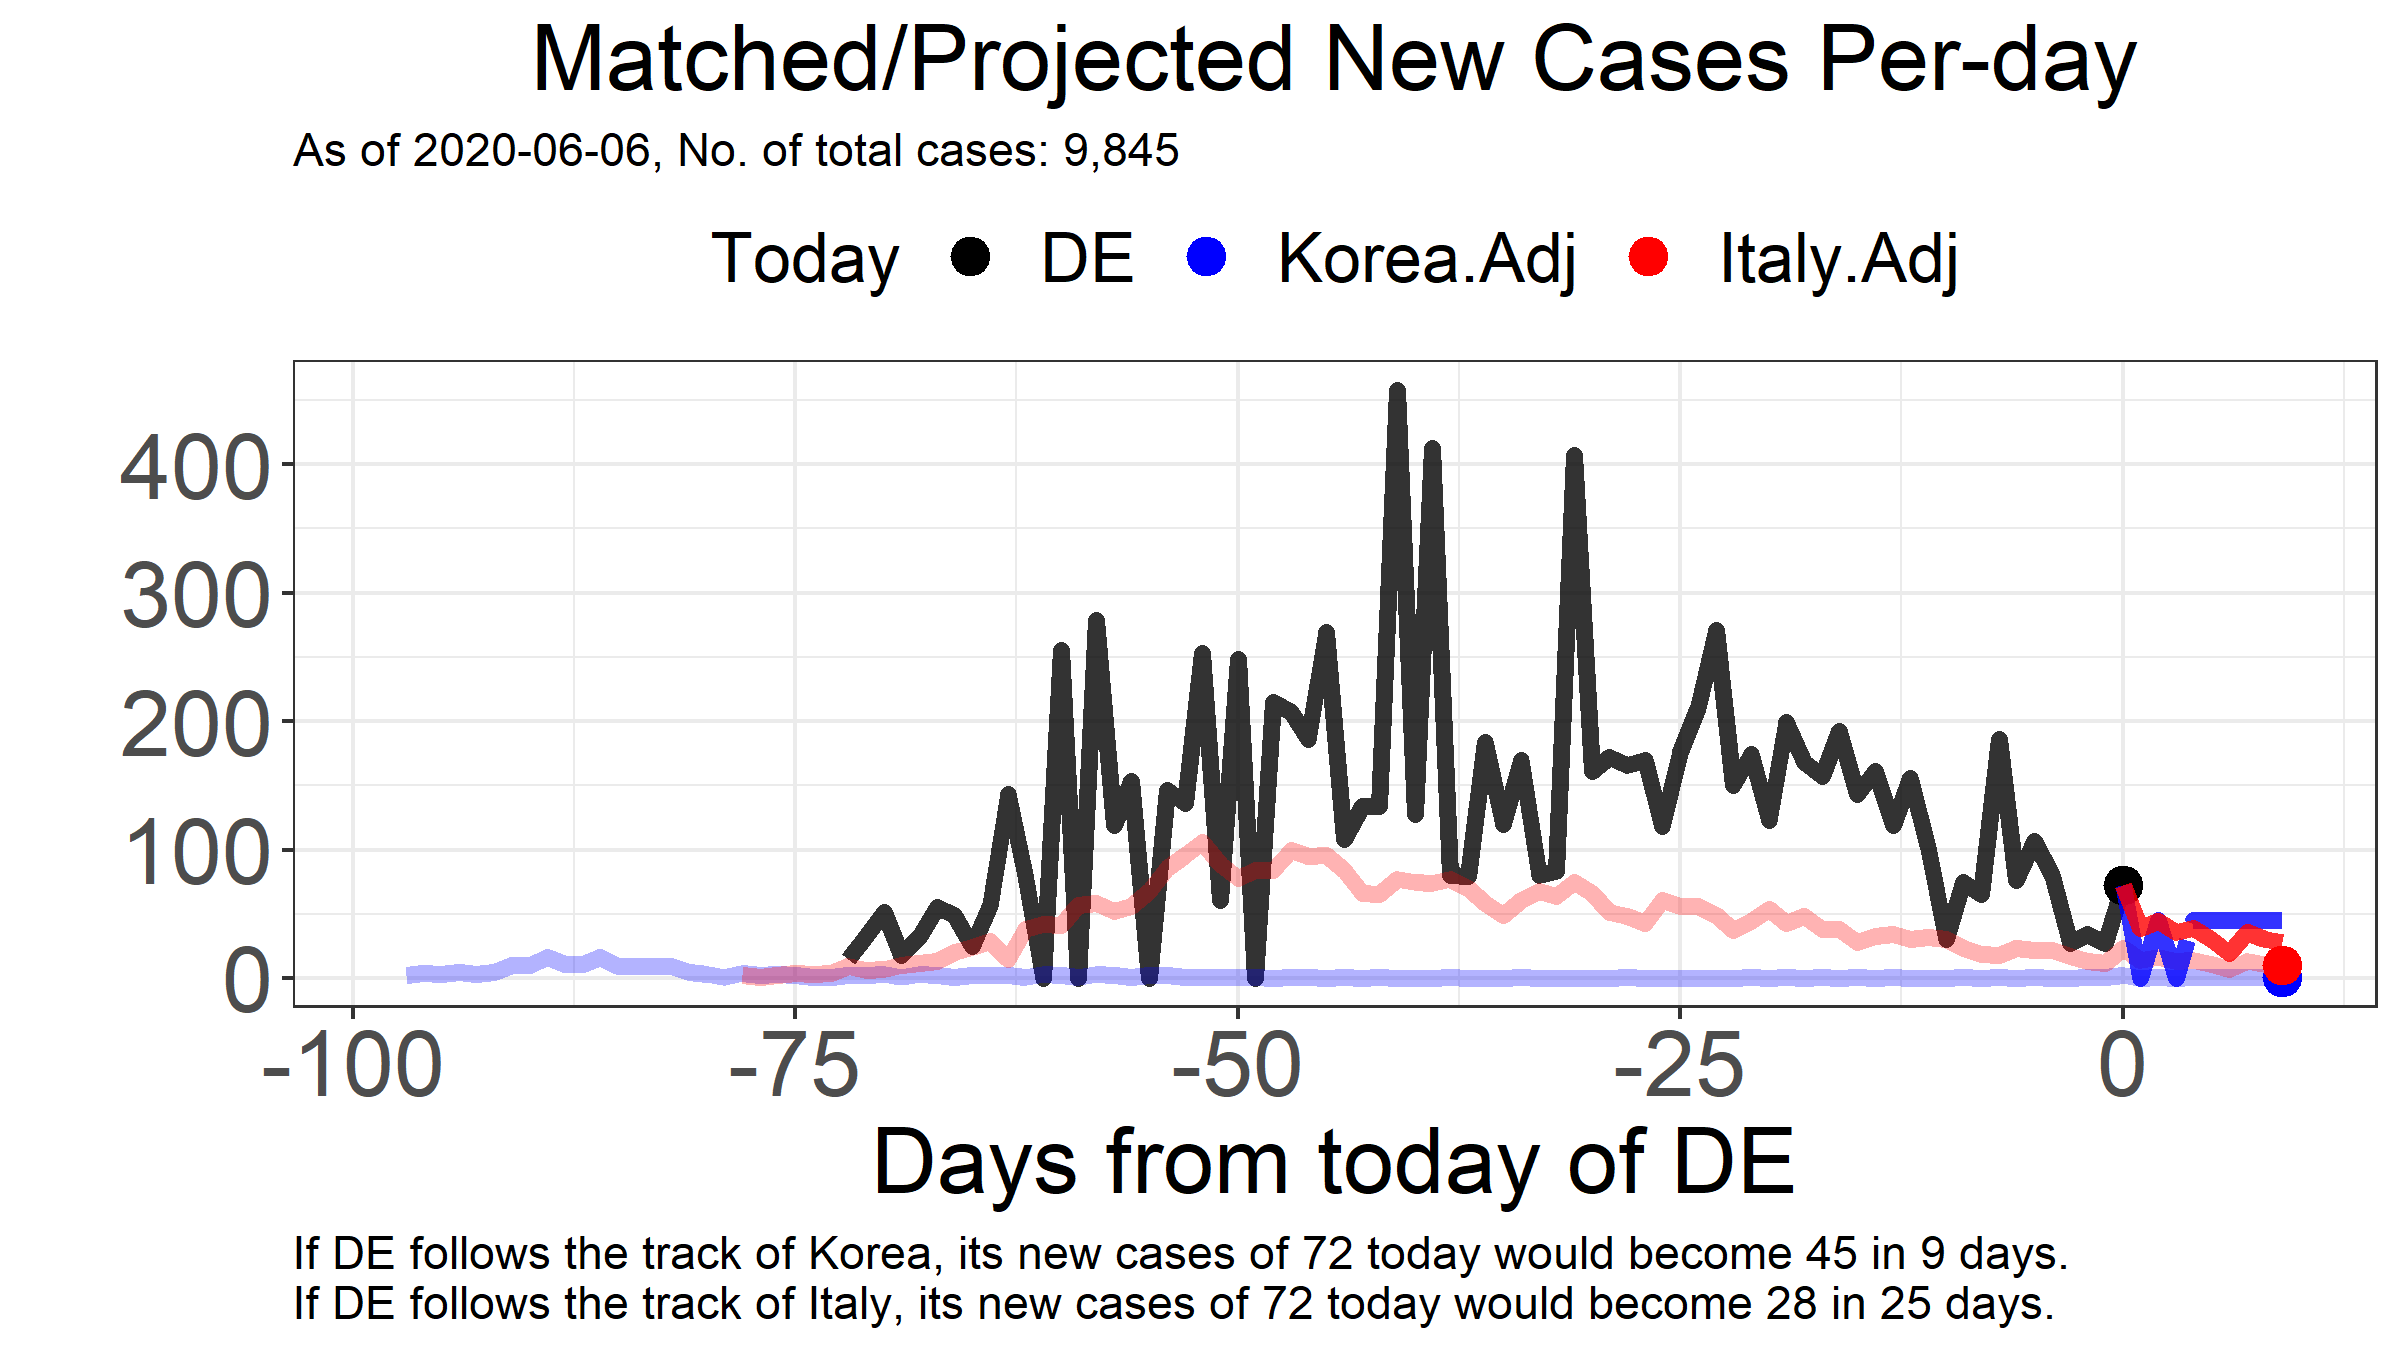 Matched/Projected New Cases Per-day
As of 2020-06-06, No. of total cases: 9,845
Today DE Korea.Adj Italy.Adj
400
300
200
100
0
-100 -75 -50 -25 0
Days from today of DE
If DE follows the track of Korea, its new cases of 72 today would become 45 in 9 days.
If DE follows the track of Italy, its new cases of 72 today would become 28 in 25 days.